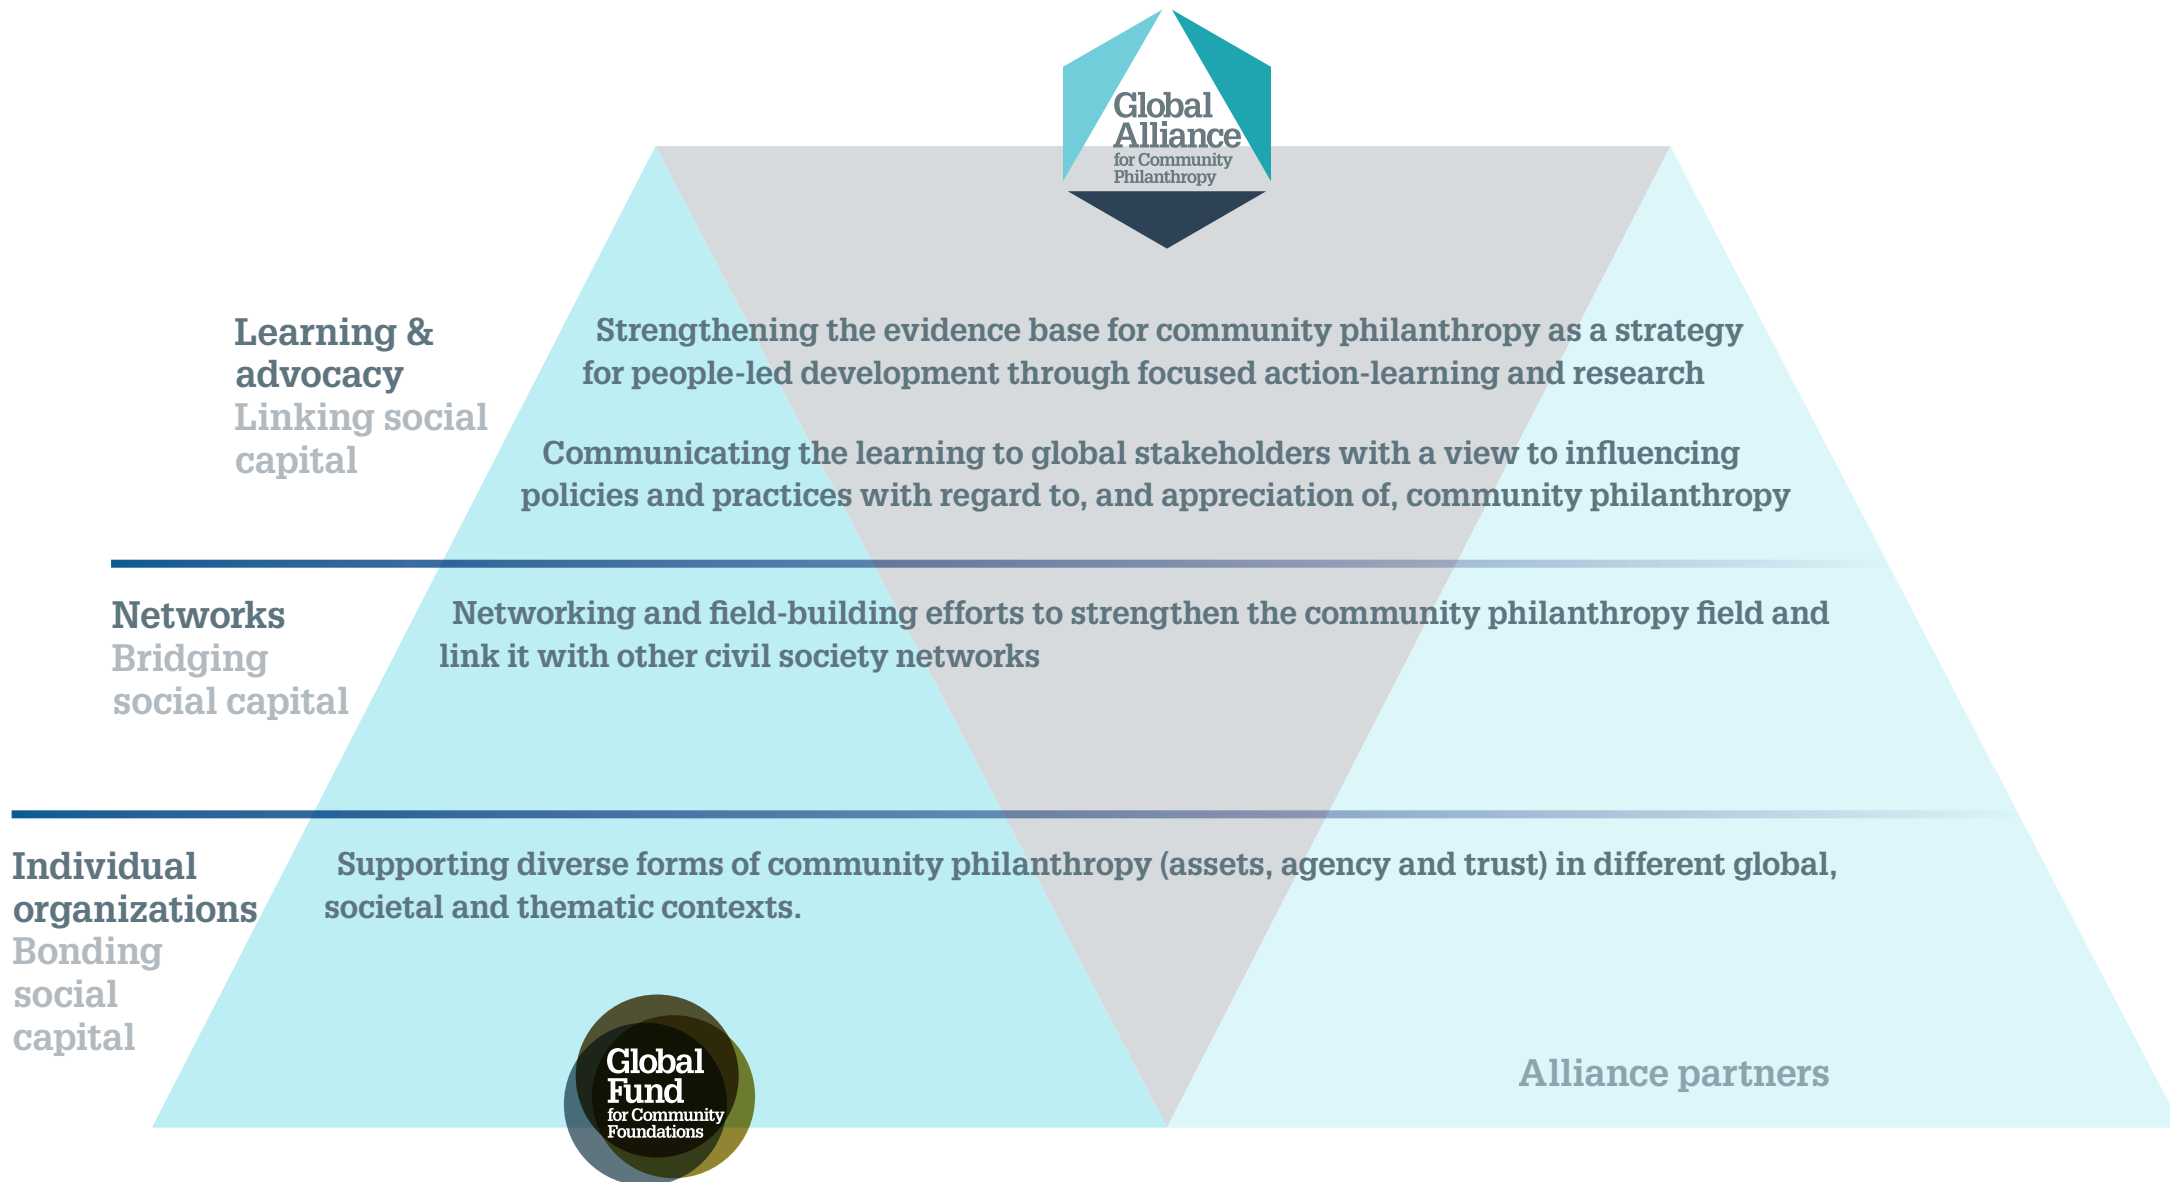 Global
Alliance
for Community
Philanthropy
Learning &
advocacy
Linking social
capital
Strengthening the evidence base for community philanthropy as a strategy
for people-led development through focused action-learning and research
Communicating the learning to global stakeholders with a view to influencing
policies and practices with regard to, and appreciation of, community philanthropy
Networks
Bridging
social capital
Networking and field-building efforts to strengthen the community philanthropy field and
link it with other civil society networks
Individual
organizations
Bonding
social
capital
Supporting diverse forms of community philanthropy (assets, agency and trust) in different global,
societal and thematic contexts.
Global
Fund
for Community
Foundations
Alliance partners